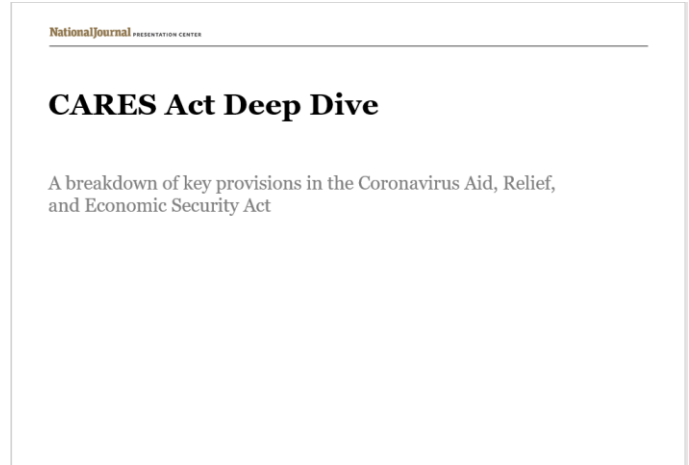 NationalJournal PRESENTATION CENTER
CARES Act Deep Dive
A breakdown of key provisions in the Coronavirus Aid, Relief,
and Economic Security Act